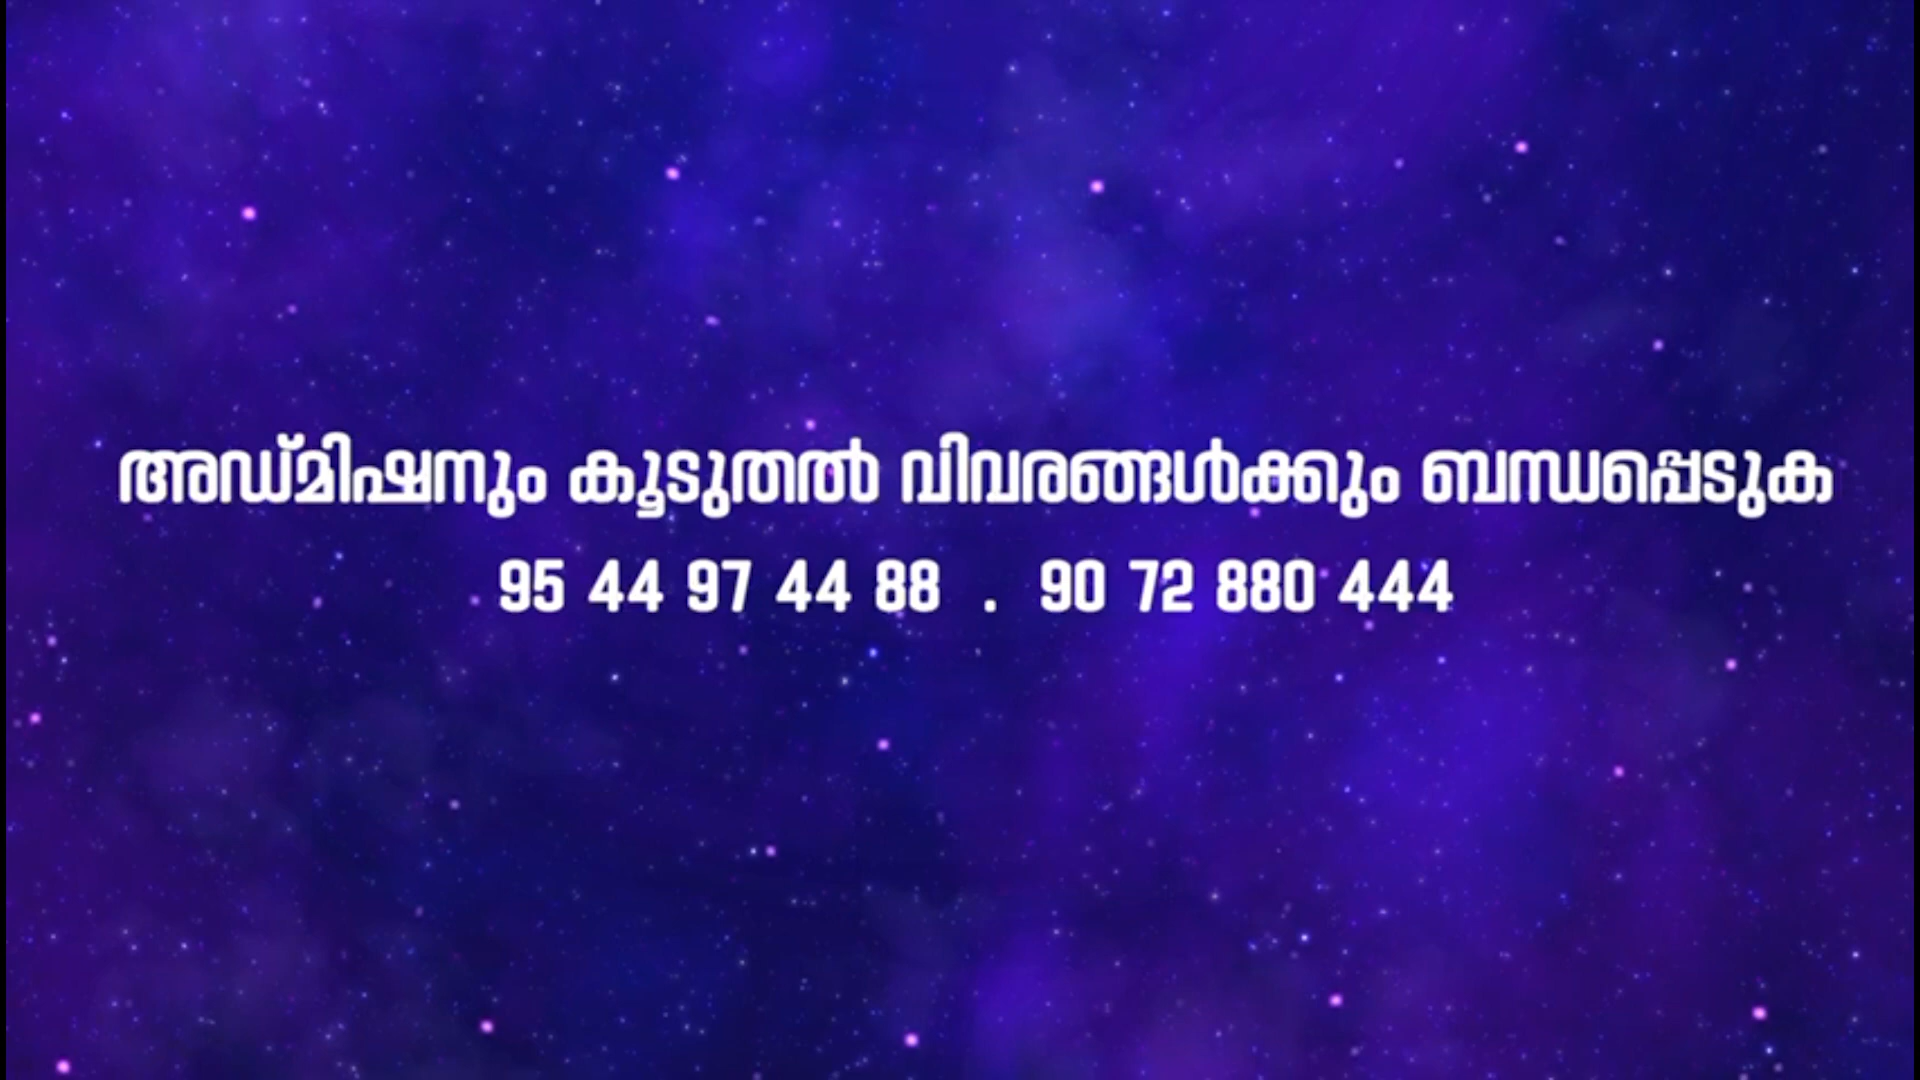 അഡ്മിഷനും കൂടുതൽ വിവരങ്ങൾക്കും ബന്ധപ്പെടുക
95 44 97 44 88 . 90 72 880 444